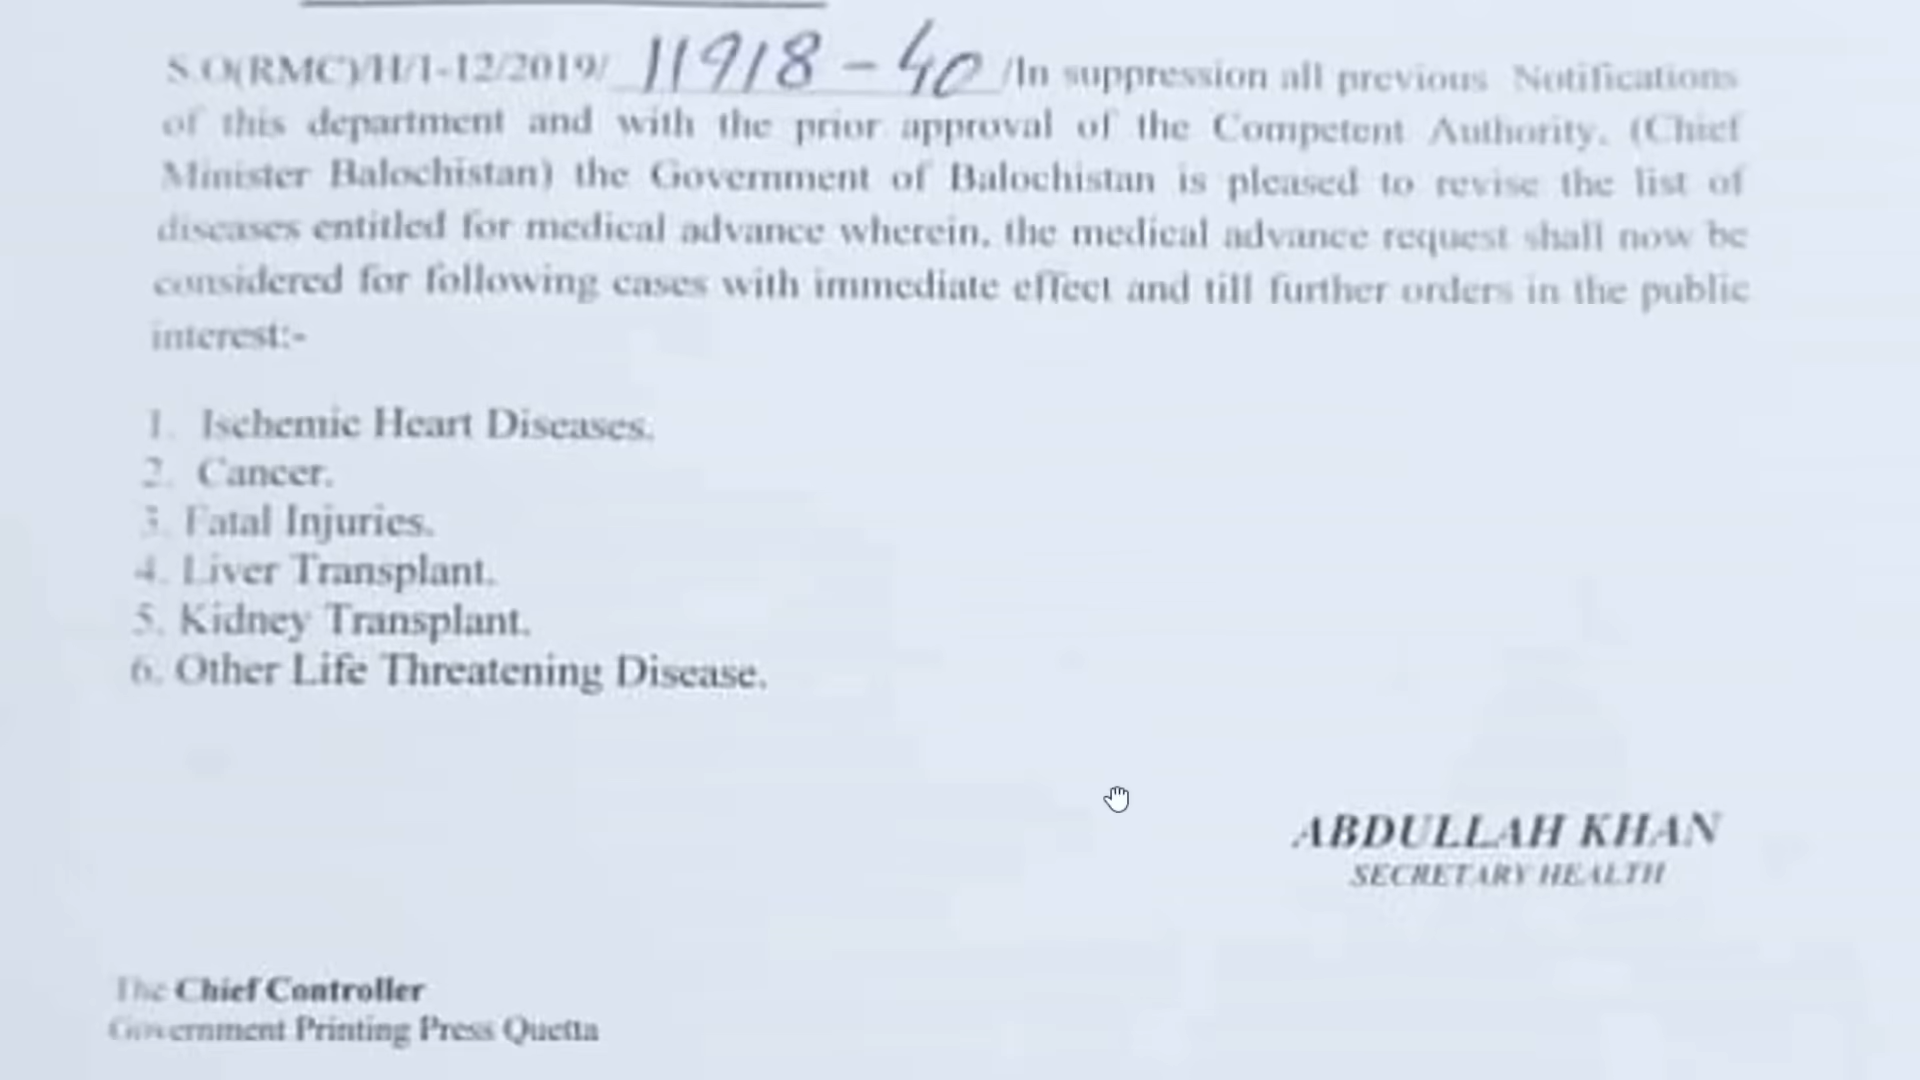 S.O(RMC)/H/1-12/2019/ 11918-40 /In suppression all previous Notifications
of this department and with the prior approval of the Competent Authority, (Chief
Minister Balochistan) the Government of Balochistan is pleased to revise the list of
diseases entitled for medical advance wherein, the medical advance request shall now be
considered for following cases with immediate effect and till further orders in the public
interest:-
1. Ischemic Heart Diseases.
2. Cancer.
3. Fatal Injuries.
4. Liver Transplant.
5. Kidney Transplant.
6. Other Life Threatening Disease.
ABDULLAH KHAN
SECRETARY HEALTH
The Chief Controller
Government Printing Press Quetta